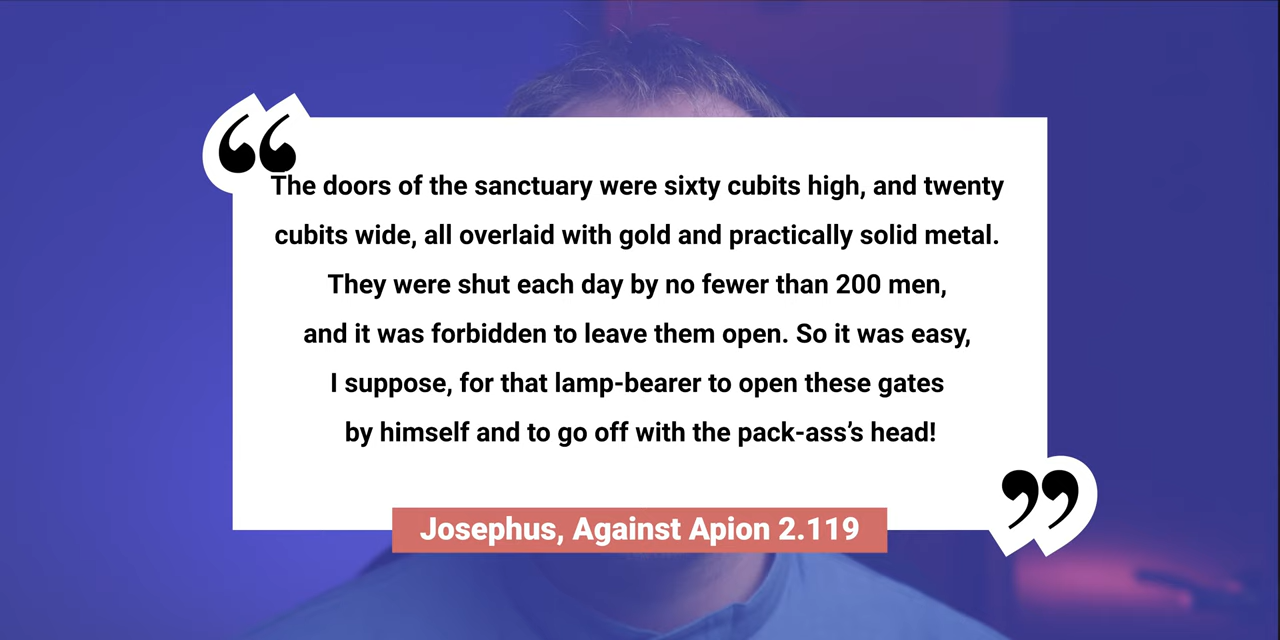 The doors of the sanctuary were sixty cubits high, and twenty
cubits wide, all overlaid with gold and practically solid metal.
They were shut each day by no fewer than 200 men,
and it was forbidden to leave them open. So it was easy,
I suppose, for that lamp-bearer to open these gates
by himself and to go off with the pack-ass’s head!
Josephus, Against Apion 2.119